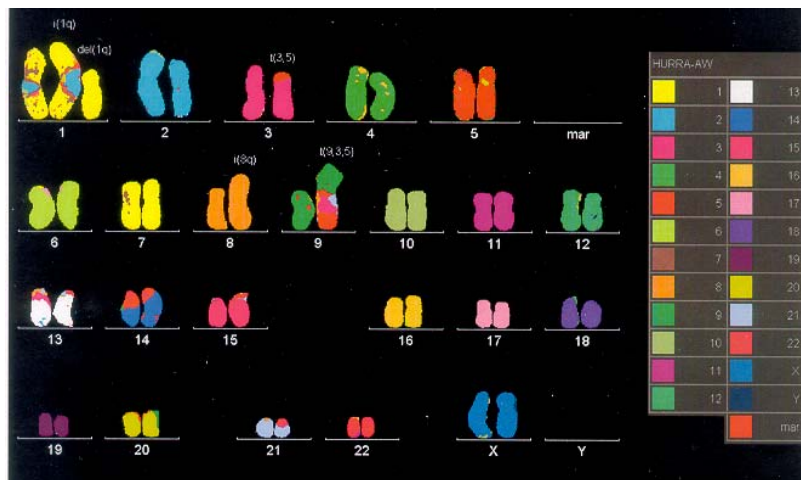 i(1q)
del(1q)
t(3,5)
1
2
3
4
5
mar
i(8q)
t(9,3,5)
6
7
8
9
10
11
12
13
14
15
16
17
18
19
20
21
22
X
Y
HURRA-AW
1 13
2 14
3 15
4 16
5 17
6 18
7 19
8 20
9 21
10 22
11 X
12 Y
mar